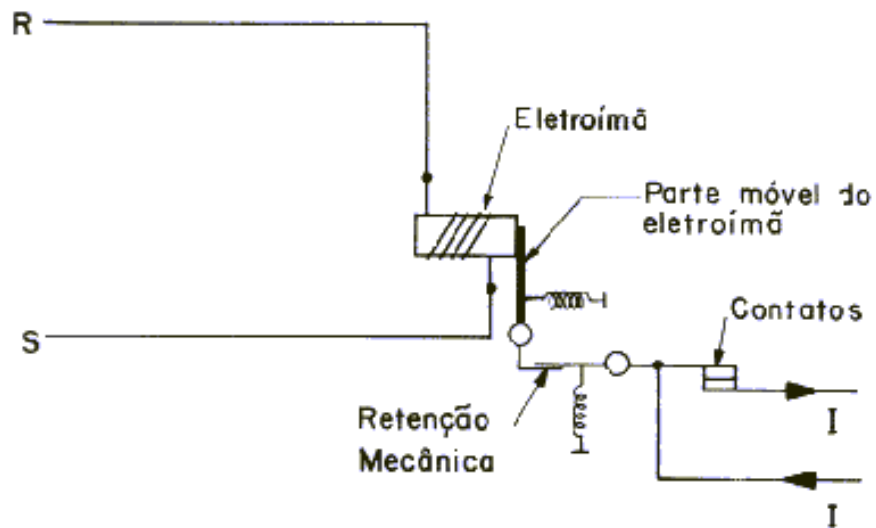 R
Eletroímã
Parte móvel do
eletroímã
Contatos
S
I
Retenção
Mecânica
I